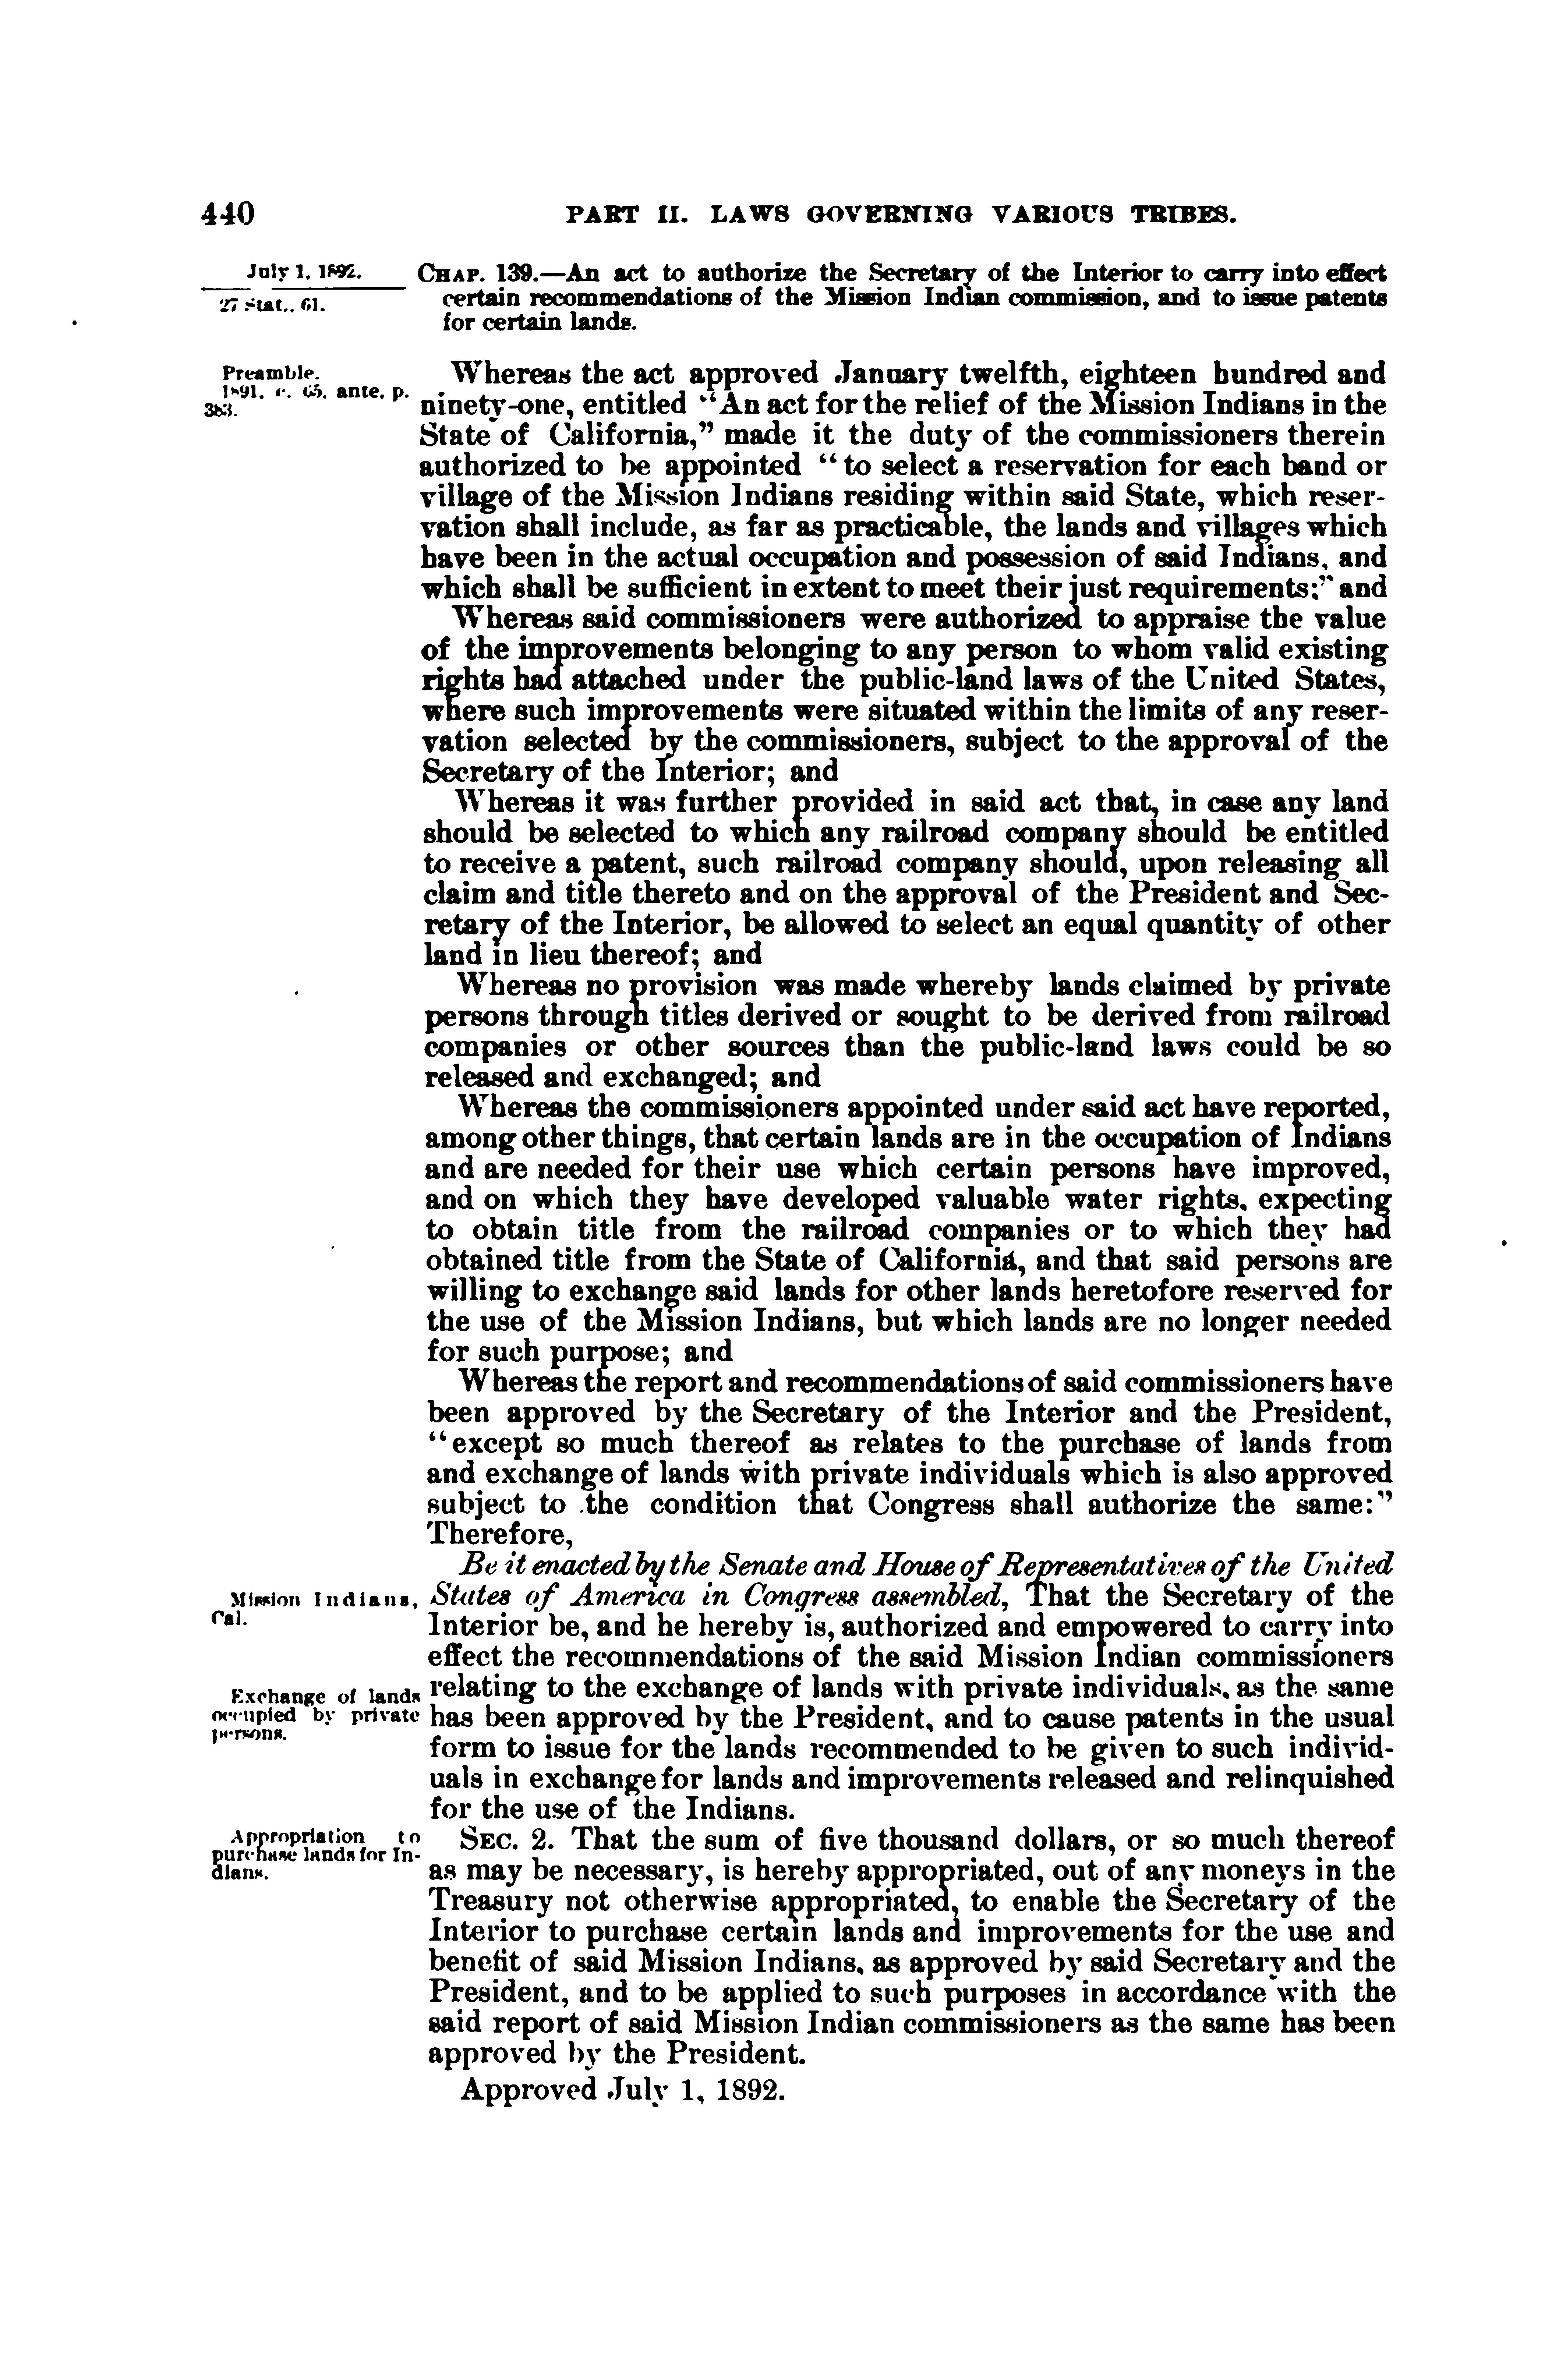 440
PART II. LAWS GOVERNING VARIOUS TRIBES.
July 1, 1892.
27 Stat., 61.
CHAP. 139.—An act to authorize the Secretary of the Interior to carry into effect
certain recommendations of the Mission Indian commission, and to issue patents
for certain lands.
Preamble.
1891, c. 65, ante, p.
383.
Whereas the act approved January twelfth, eighteen hundred and
ninety-one, entitled “An act for the relief of the Mission Indians in the
State of California,” made it the duty of the commissioners therein
authorized to be appointed “to select a reservation for each band or
village of the Mission Indians residing within said State, which reser-
vation shall include, as far as practicable, the lands and villages which
have been in the actual occupation and possession of said Indians, and
which shall be sufficient in extent to meet their just requirements;” and
Whereas said commissioners were authorized to appraise the value
of the improvements belonging to any person to whom valid existing
rights had attached under the public-land laws of the United States,
where such improvements were situated within the limits of any reser-
vation selected by the commissioners, subject to the approval of the
Secretary of the Interior; and
Whereas it was further provided in said act that, in case any land
should be selected to which any railroad company should be entitled
to receive a patent, such railroad company should, upon releasing all
claim and title thereto and on the approval of the President and Sec-
retary of the Interior, be allowed to select an equal quantity of other
land in lieu thereof; and
Whereas no provision was made whereby lands claimed by private
persons through titles derived or sought to be derived from railroad
companies or other sources than the public-land laws could be so
released and exchanged; and
Whereas the commissioners appointed under said act have reported,
among other things, that certain lands are in the occupation of Indians
and are needed for their use which certain persons have improved,
and on which they have developed valuable water rights, expecting
to obtain title from the railroad companies or to which they had
obtained title from the State of California, and that said persons are
willing to exchange said lands for other lands heretofore reserved for
the use of the Mission Indians, but which lands are no longer needed
for such purpose; and
Whereas the report and recommendations of said commissioners have
been approved by the Secretary of the Interior and the President,
“except so much thereof as relates to the purchase of lands from
and exchange of lands with private individuals which is also approved
subject to the condition that Congress shall authorize the same:”
Therefore,
Be it enacted by the Senate and House of Representatives of the United
Mission Indians,
Cal.
States of America in Congress assembled, That the Secretary of the
Interior be, and he hereby is, authorized and empowered to carry into
effect the recommendations of the said Mission Indian commissioners
Exchange of lands
occupied by private
persons.
relating to the exchange of lands with private individuals, as the same
has been approved by the President, and to cause patents in the usual
form to issue for the lands recommended to be given to such individ-
uals in exchange for lands and improvements released and relinquished
for the use of the Indians.
Appropriation to
purchase lands for In-
dians.
SEC. 2. That the sum of five thousand dollars, or so much thereof
as may be necessary, is hereby appropriated, out of any moneys in the
Treasury not otherwise appropriated, to enable the Secretary of the
Interior to purchase certain lands and improvements for the use and
benefit of said Mission Indians, as approved by said Secretary and the
President, and to be applied to such purposes in accordance with the
said report of said Mission Indian commissioners as the same has been
approved by the President.
Approved July 1, 1892.